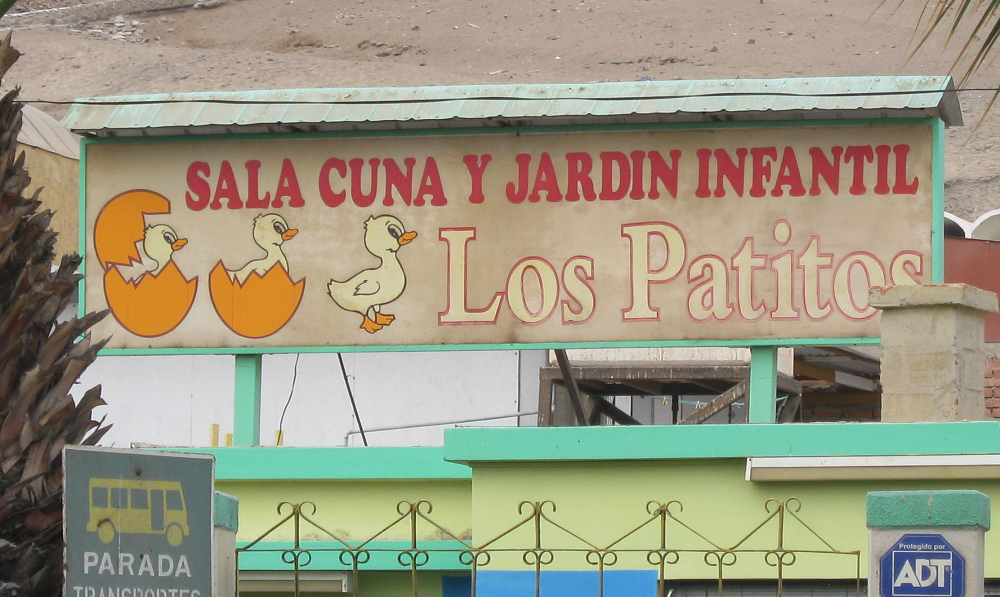 SALA CUNA Y JARDIN INFANTIL
Los Patitos
PARADA
TRANSPORTES
Protegido por
ADT